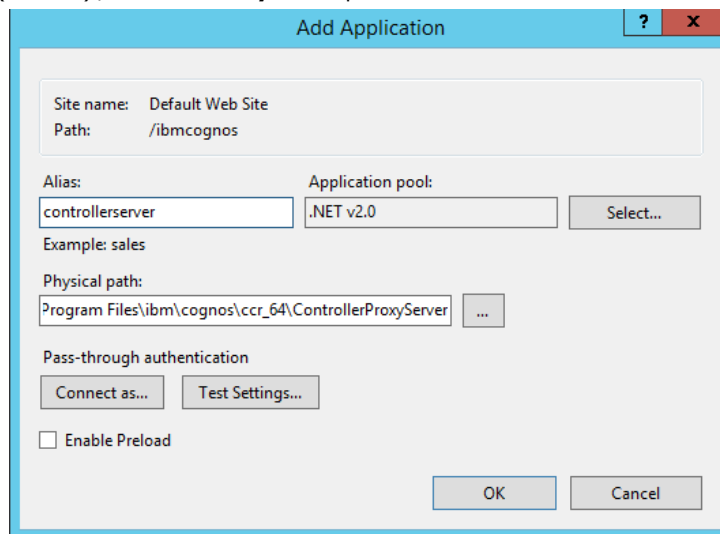 Add Application
? x
Site name: Default Web Site
Path: /ibmcognos
Alias: Application pool:
controllerserver .NET v2.0 Select...
Example: sales
Physical path:
Program Files\ibm\cognos\ccr_64\ControllerProxyServer ...
Pass-through authentication
Connect as... Test Settings...
Enable Preload
OK Cancel